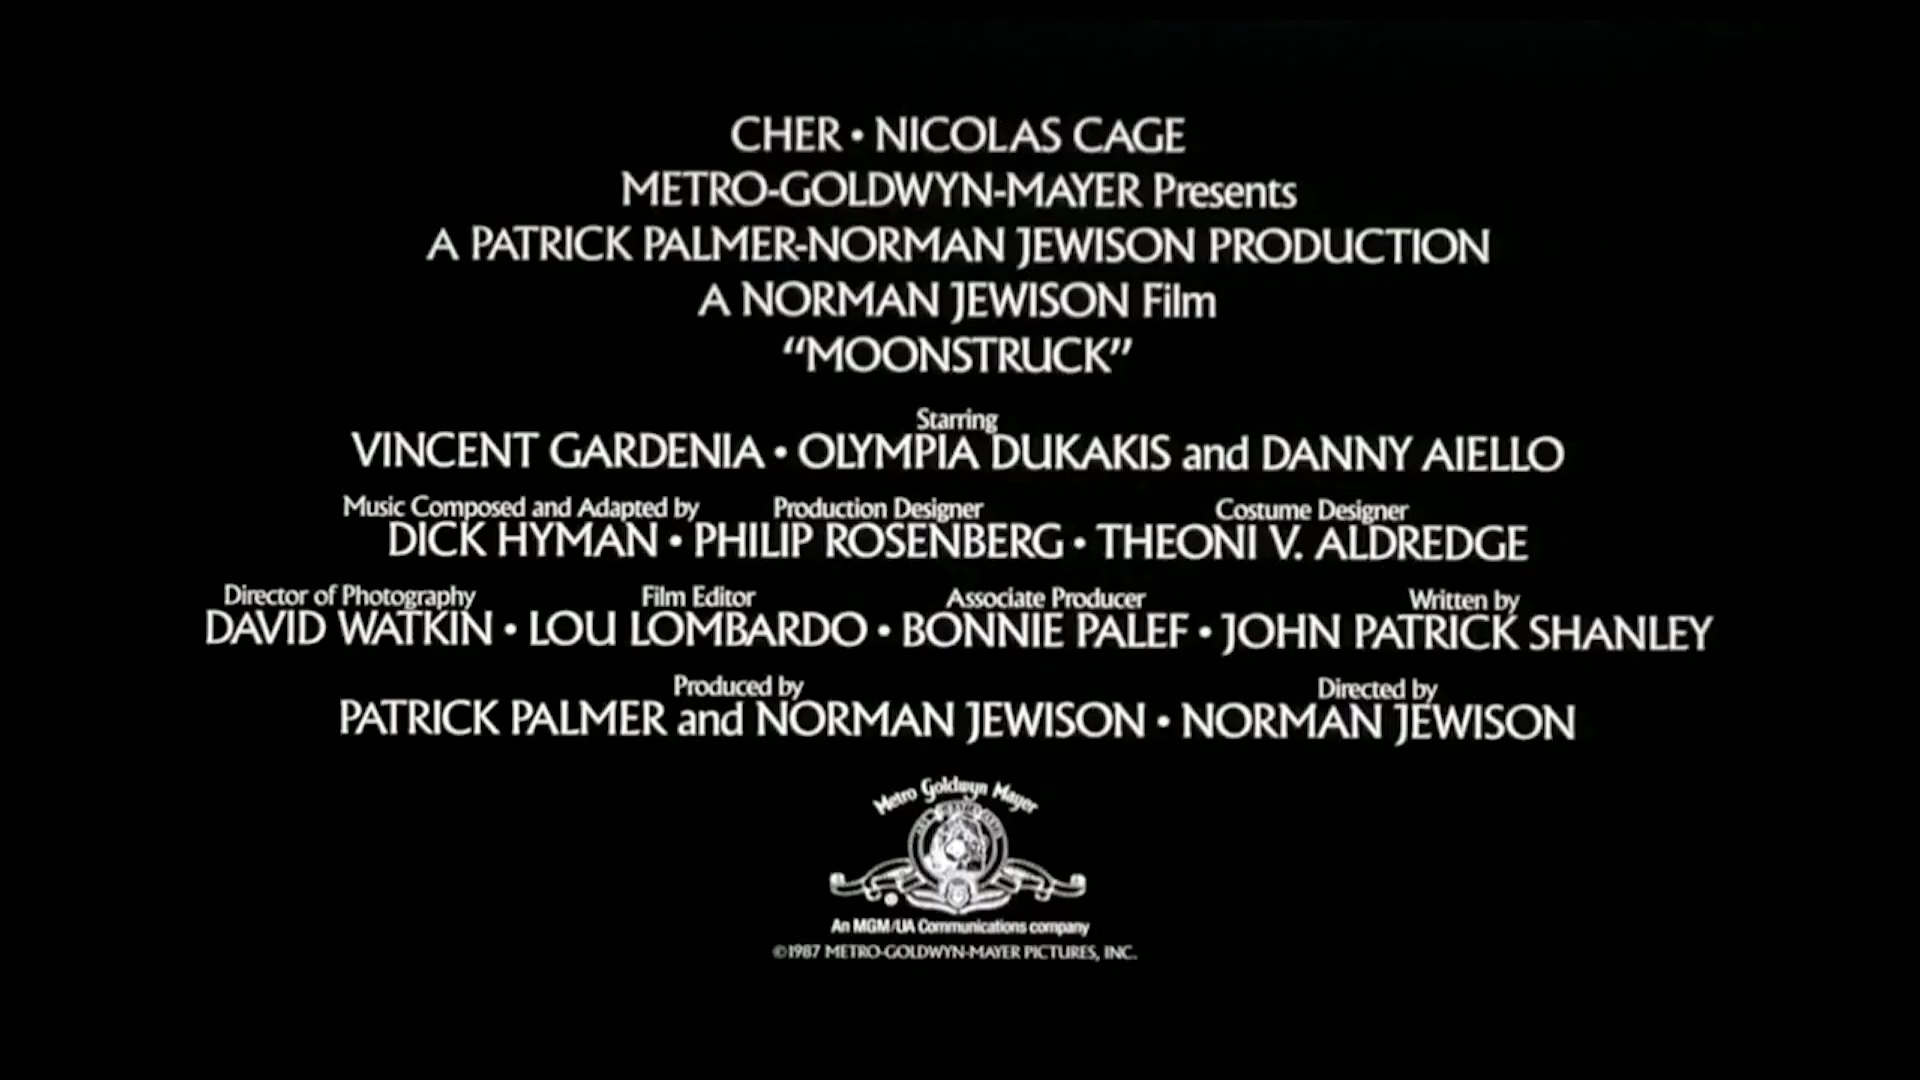 CHER • NICOLAS CAGE
METRO-GOLDWYN-MAYER Presents
A PATRICK PALMER-NORMAN JEWISON PRODUCTION
A NORMAN JEWISON Film
“MOONSTRUCK”
Starring
VINCENT GARDENIA • OLYMPIA DUKAKIS and DANNY AIELLO
Music Composed and Adapted by Production Designer Costume Designer
DICK HYMAN • PHILIP ROSENBERG • THEONI V. ALDREDGE
Director of Photography Film Editor Associate Producer Written by
DAVID WATKIN • LOU LOMBARDO • BONNIE PALEF • JOHN PATRICK SHANLEY
Produced by Directed by
PATRICK PALMER and NORMAN JEWISON • NORMAN JEWISON
Metro Goldwyn Mayer
An MGM/UA Communications company
©1987 METRO-GOLDWYN-MAYER PICTURES, INC.